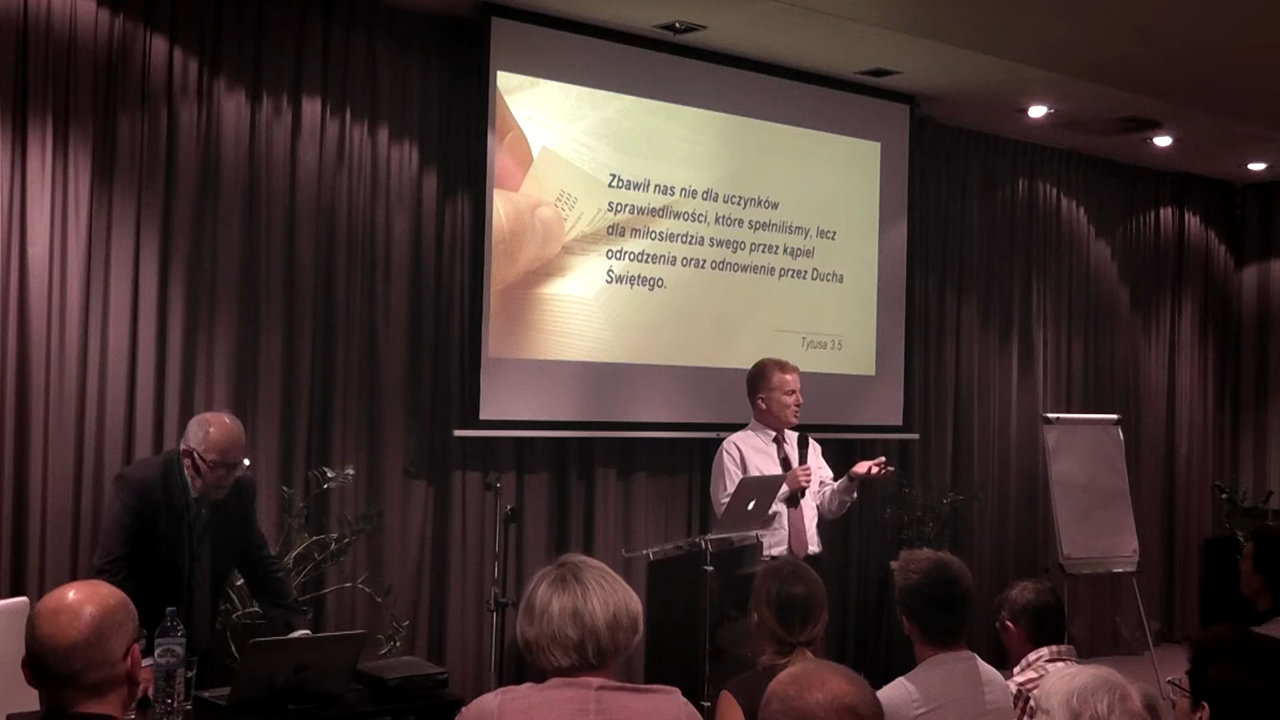 Zbawił nas nie dla uczynków
sprawiedliwości, które spełniliśmy, lecz
dla miłosierdzia swego przez kąpiel
odrodzenia oraz odnowienie przez Ducha
Świętego.
Tytusa 3.5